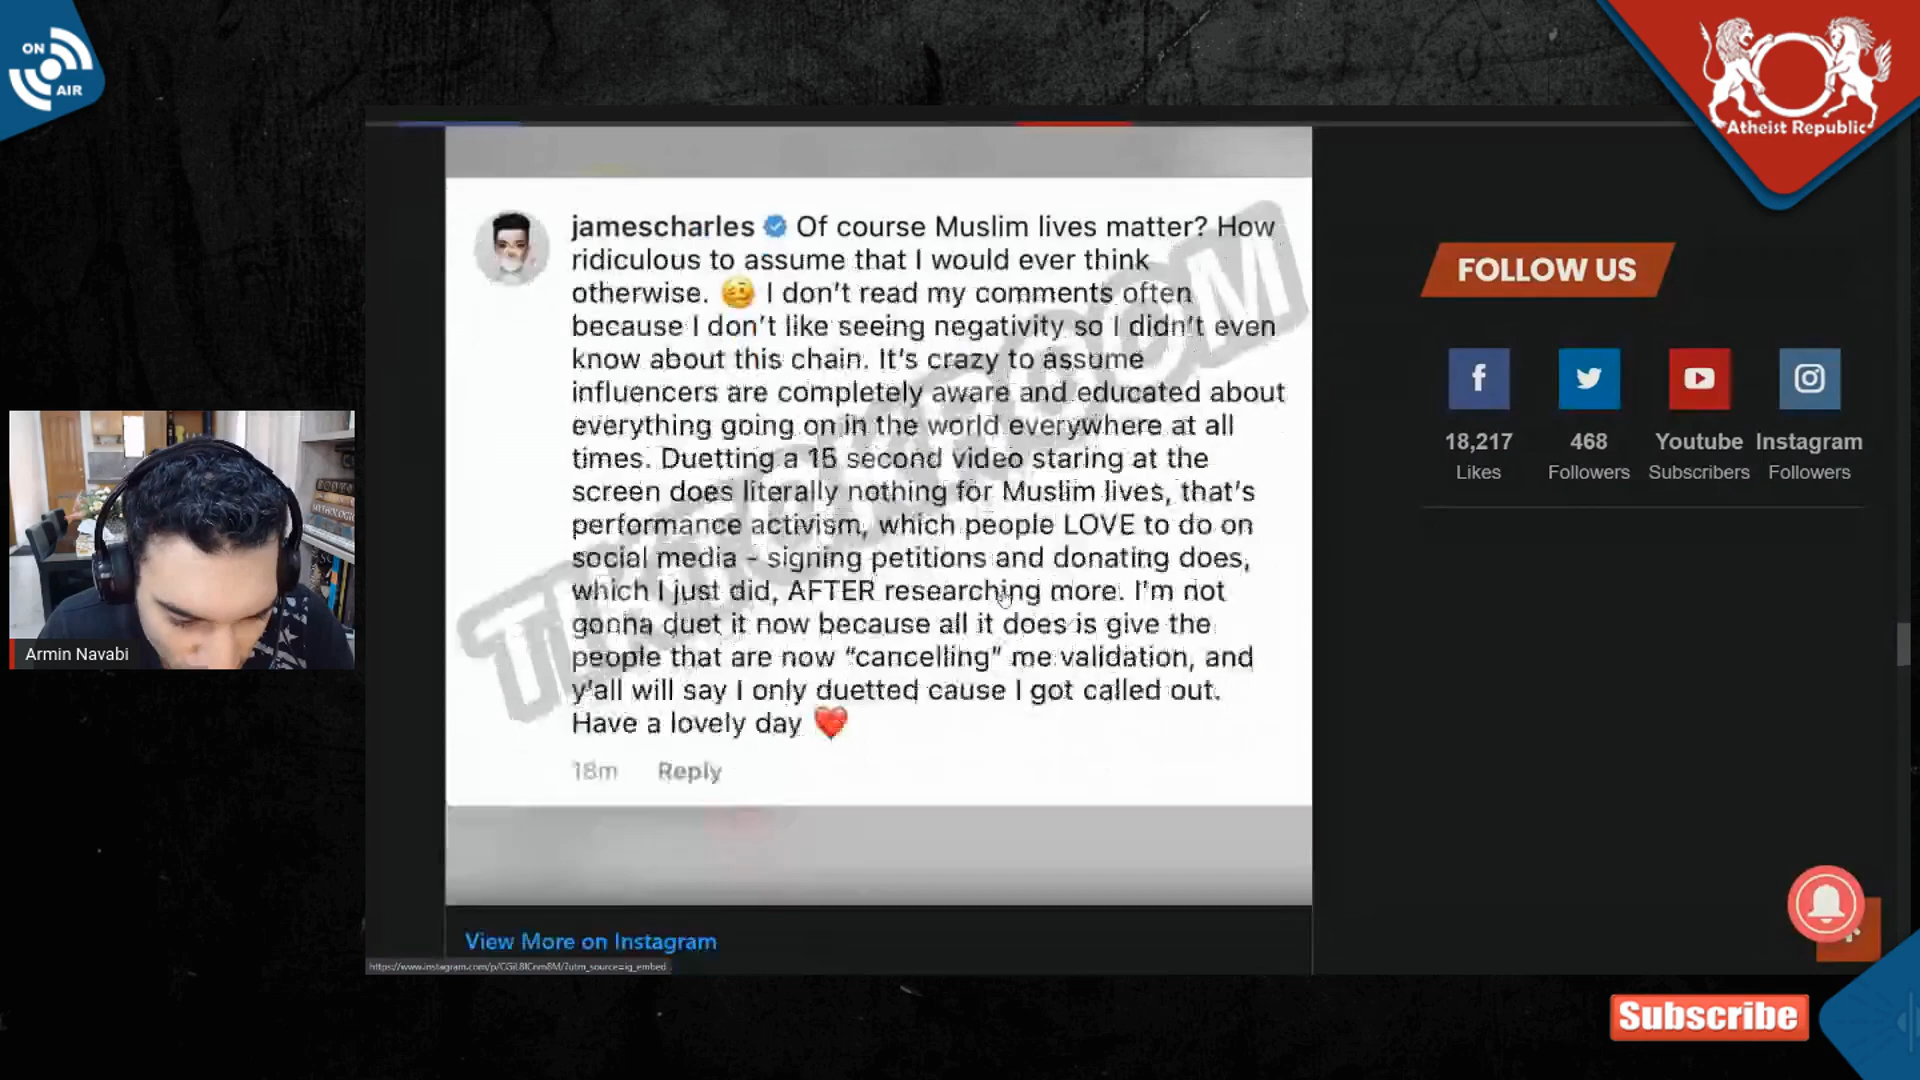 ON
AIR
Atheist Republic
jamescharles Of course Muslim lives matter? How
ridiculous to assume that I would ever think
otherwise. 🥴 I don't read my comments often
because I don't like seeing negativity so I didn't even
know about this chain. It's crazy to assume
influencers are completely aware and educated about
everything going on in the world everywhere at all
times. Duetting a 15 second video staring at the
screen does literally nothing for Muslim lives, that's
performance activism, which people LOVE to do on
social media - signing petitions and donating does,
which I just did, AFTER researching more. I'm not
gonna duet it now because all it does is give the
people that are now “cancelling” me validation, and
y'all will say I only duetted cause I got called out.
Have a lovely day ❤️
18m Reply
View More on Instagram
FOLLOW US
18,217 468 Youtube Instagram
Likes Followers Subscribers Followers
Armin Navabi
Subscribe